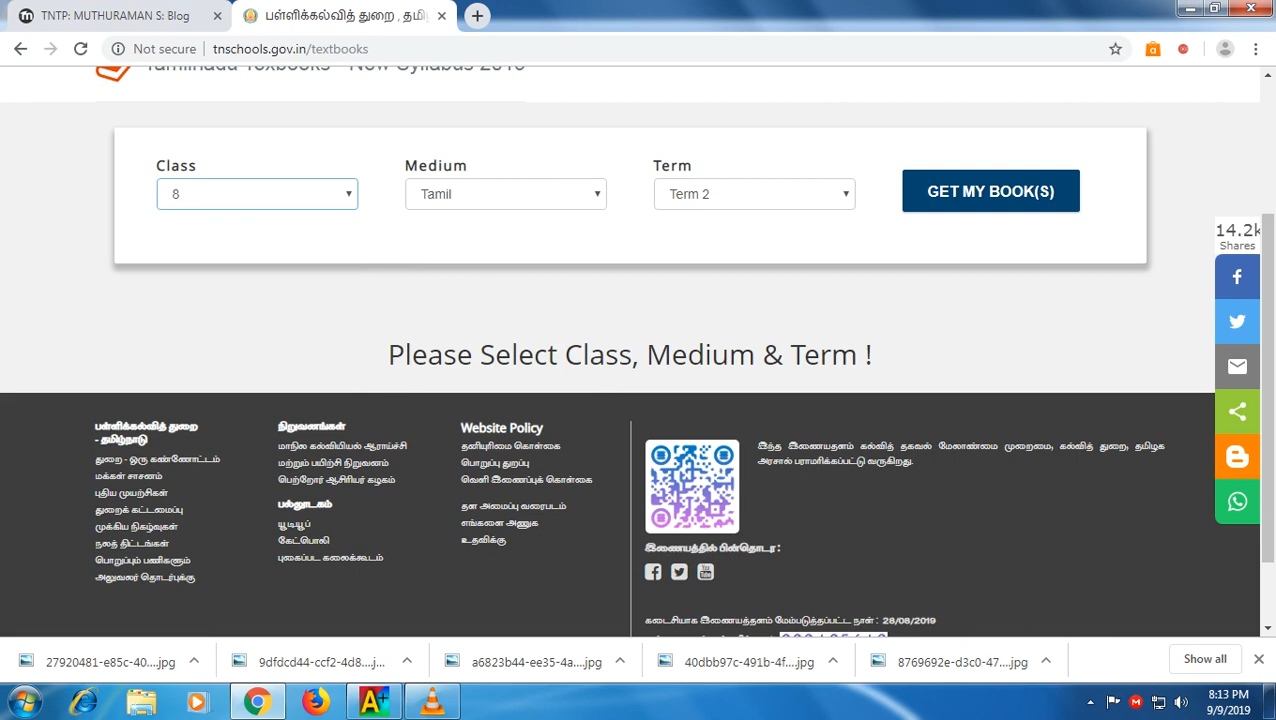 TNTP: MUTHURAMAN S: Blog
பள்ளிக்கல்வித் துறை , தமி
Not secure
tnschools.gov.in/textbooks
Tamilnadu Textbooks - New Syllabus 2018
Class
Medium
Term
8
Tamil
Term 2
GET MY BOOK(S)
14.2k
Shares
Please Select Class, Medium & Term !
பள்ளிக்கல்வித் துறை
- தமிழ்நாடு
துறை - ஒரு கண்ணோட்டம்
மக்கள் சாசனம்
புதிய முயற்சிகள்
துறைக் கட்டமைப்பு
முக்கிய நிகழ்வுகள்
நலத் திட்டங்கள்
பொறுப்பும் பணிகளும்
அலுவலர் தொடர்புக்கு
நிறுவனங்கள்
மாநில கல்வியியல் ஆராய்ச்சி
மற்றும் பயிற்சி நிறுவனம்
பெற்றோர் ஆசிரியர் கழகம்
பல்லூடகம்
யூடியூப்
கேட்பொலி
புகைப்பட கலைக்கூடம்
Website Policy
தனியுரிமை கொள்கை
பொறுப்பு துறப்பு
வெளி இணைப்புக் கொள்கை
தள அமைப்பு வரைபடம்
எங்களை அணுக
உதவிக்கு
இந்த இணையதளம் கல்வித் தகவல் மேலாண்மை முறைமை, கல்வித் துறை, தமிழக
அரசால் பராமரிக்கப்பட்டு வருகிறது.
இணையத்தில் பின்தொடர :
கடைசியாக இணையத்தளம் மேம்படுத்தப்பட்ட நாள் : 28/08/2019
27920481-e85c-40....jpg
9dfdcd44-ccf2-4d8....jpg
a6823b44-ee35-4a....jpg
40dbb97c-491b-4f....jpg
8769692e-d3c0-47....jpg
Show all
8:13 PM
9/9/2019